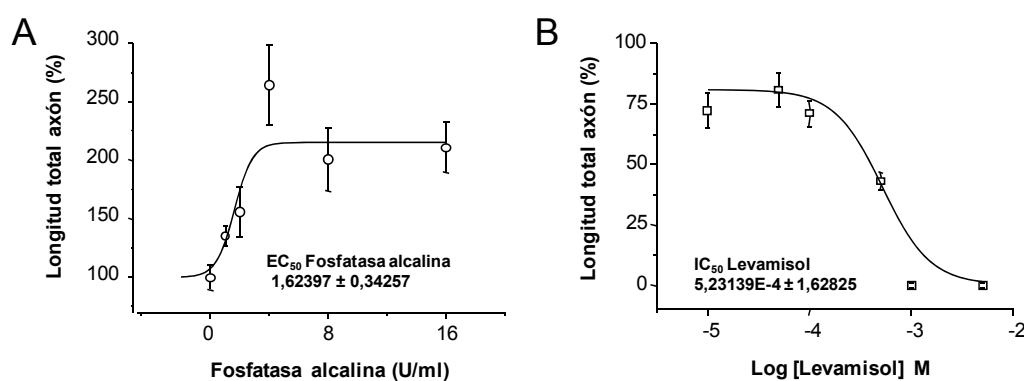 A
300
250
200
150
100
Longitud total axón (%)
EC50 Fosfatasa alcalina
1,62397 ± 0,34257
0
8
16
Fosfatasa alcalina (U/ml)
B
100
75
50
25
0
Longitud total axón (%)
IC50 Levamisol
5,23139E-4 ± 1,62825
-5
-4
-3
-2
Log [Levamisol] M